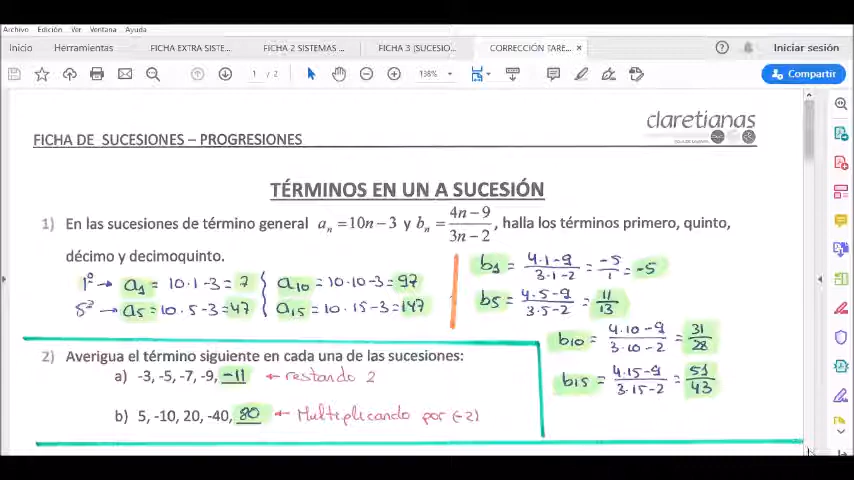 Archivo Edición Ver Ventana Ayuda
Inicio Herramientas FICHA EXTRA SISTE... FICHA 2 SISTEMAS ... FICHA 3 (SUCESIO... CORRECCIÓN TARE... × Iniciar sesión
1 / 2 138% Compartir
claretianas
FICHA DE SUCESIONES – PROGRESIONES
TÉRMINOS EN UN A SUCESIÓN
1) En las sucesiones de término general aₙ = 10n − 3 y bₙ = (4n − 9)/(3n − 2), halla los términos primero, quinto,
décimo y decimoquinto.
1º → a₁ = 10·1 - 3 = 7
5º → a₅ = 10·5 - 3 = 47
a₁₀ = 10·10 - 3 = 97
a₁₅ = 10·15 - 3 = 147
b₁ = (4·1 - 9)/(3·1 - 2) = -5/1 = -5
b₅ = (4·5 - 9)/(3·5 - 2) = 11/13
b₁₀ = (4·10 - 9)/(3·10 - 2) = 31/28
b₁₅ = (4·15 - 9)/(3·15 - 2) = 51/43
2) Averigua el término siguiente en cada una de las sucesiones:
a) -3, -5, -7, -9, -11 ← restando 2
b) 5, -10, 20, -40, 80 ← Multiplicando por (-2)